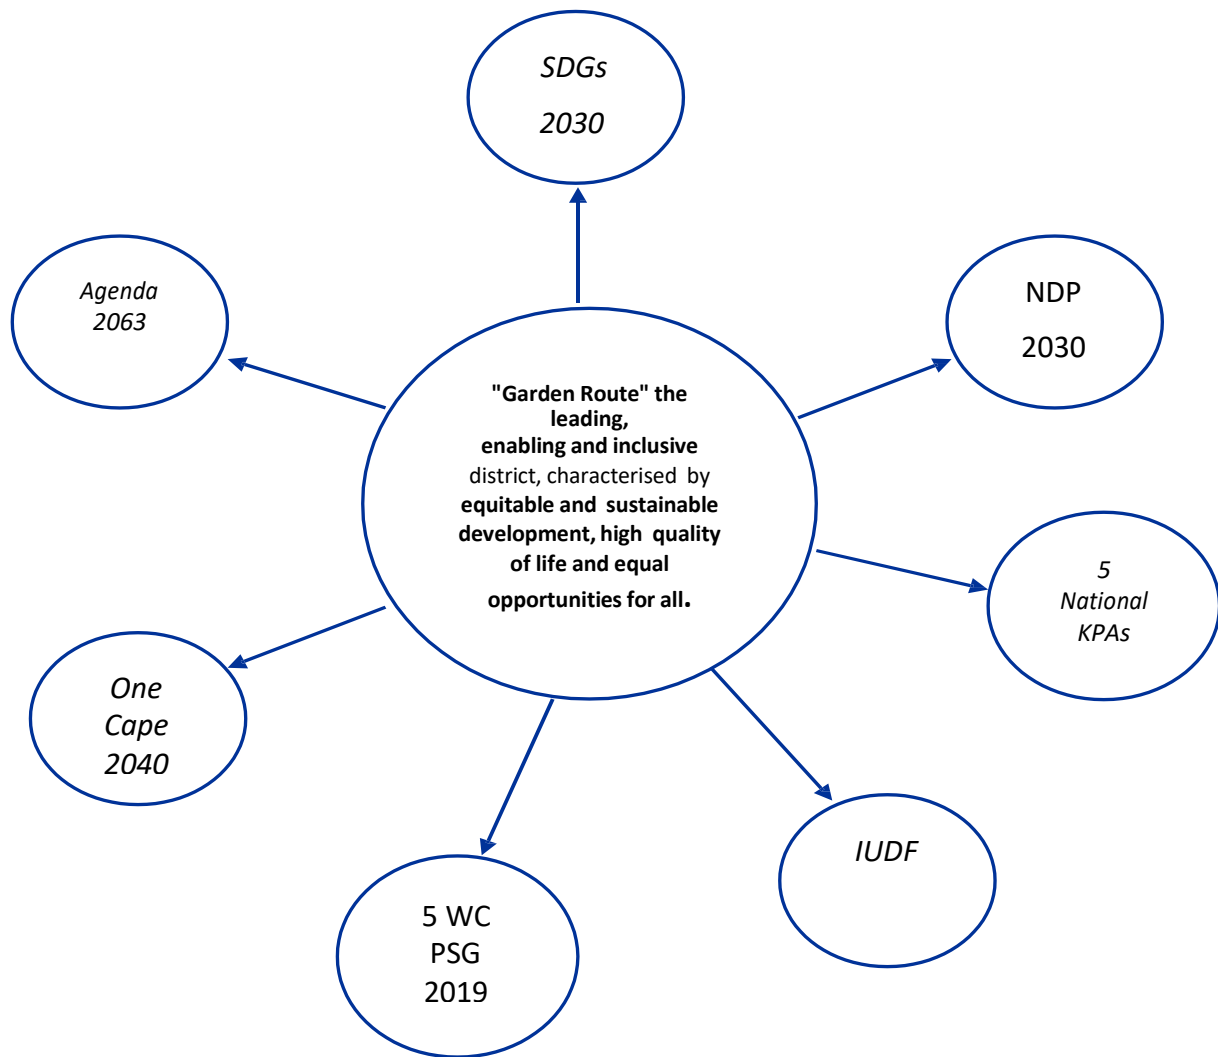 SDGs
2030
Agenda
2063
NDP
2030
"Garden Route" the
leading,
enabling and inclusive
district, characterised by
equitable and sustainable
development, high quality
of life and equal
opportunities for all.
5
National
KPAs
One
Cape
2040
IUDF
5 WC
PSG
2019